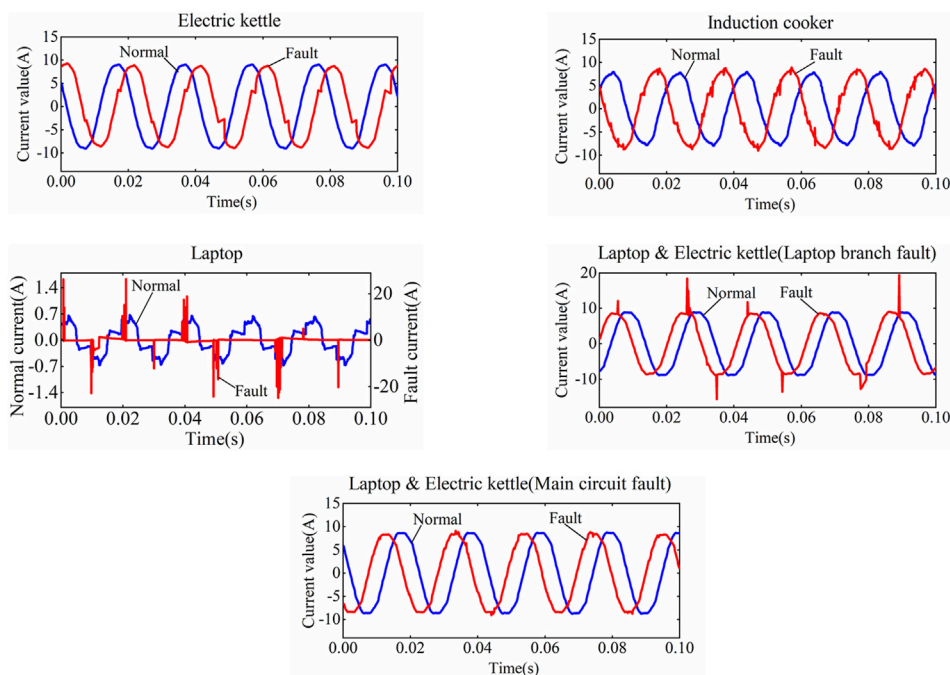 Electric kettle
Normal
Fault
Current value(A)
15
10
5
0
-5
-10
0.00 0.02 0.04 0.06 0.08 0.10
Time(s)
Induction cooker
Normal
Fault
Current value(A)
15
10
5
0
-5
-10
0.00 0.02 0.04 0.06 0.08 0.10
Time(s)
Laptop
Normal
Fault
Normal current(A)
1.4
0.7
0.0
-0.7
-1.4
Fault current(A)
20
0
-20
0.00 0.02 0.04 0.06 0.08 0.10
Time(s)
Laptop & Electric kettle(Laptop branch fault)
Normal
Fault
Current value(A)
20
10
0
-10
0.00 0.02 0.04 0.06 0.08 0.10
Time(s)
Laptop & Electric kettle(Main circuit fault)
Normal
Fault
Current value(A)
15
10
5
0
-5
-10
0.00 0.02 0.04 0.06 0.08 0.10
Time(s)